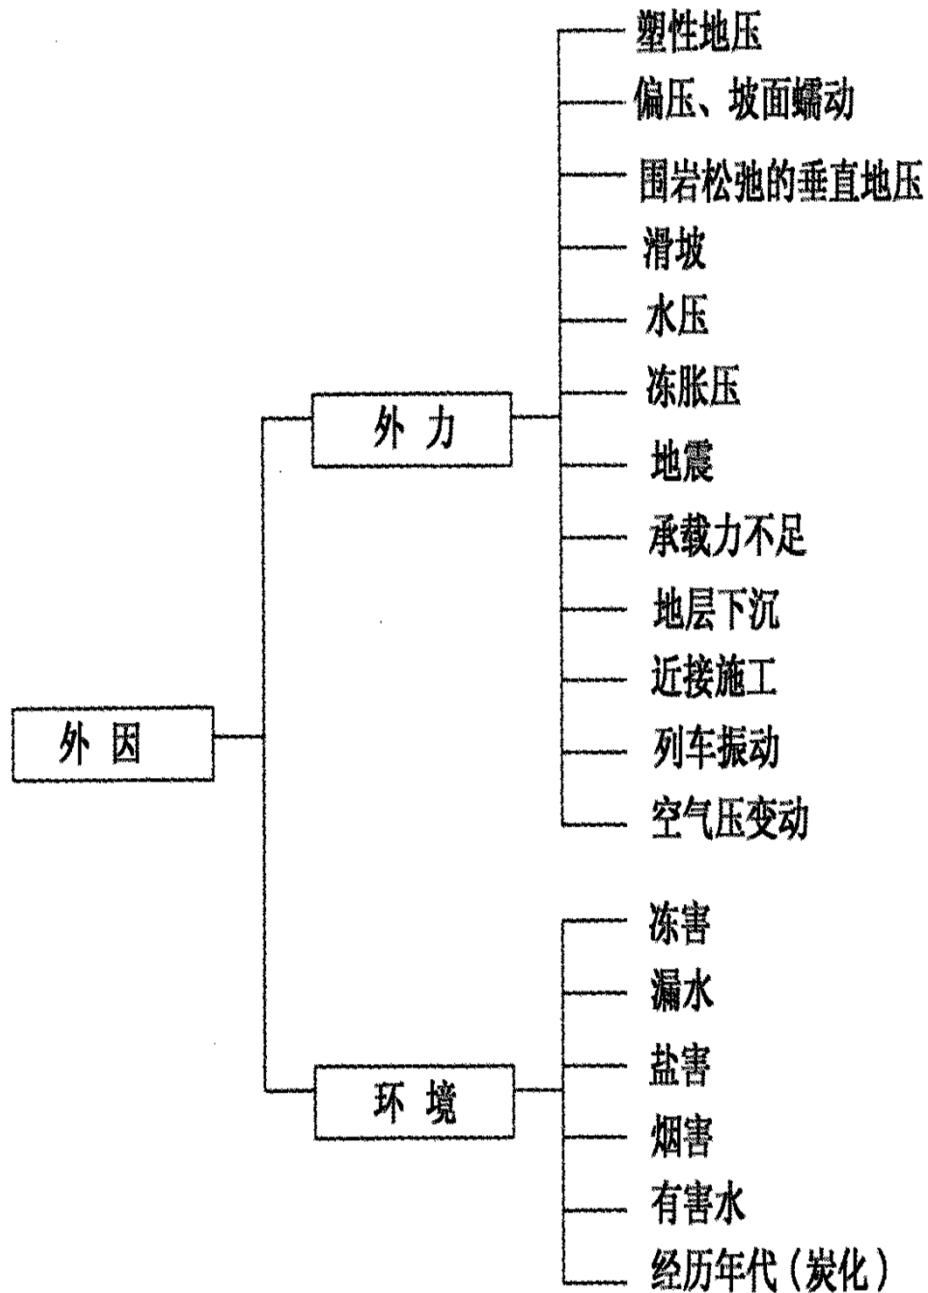 外因
外力
塑性地压
偏压、坡面蠕动
围岩松弛的垂直地压
滑坡
水压
冻胀压
地震
承载力不足
地层下沉
近接施工
列车振动
空气压变动
环境
冻害
漏水
盐害
烟害
有害水
经历年代(炭化)